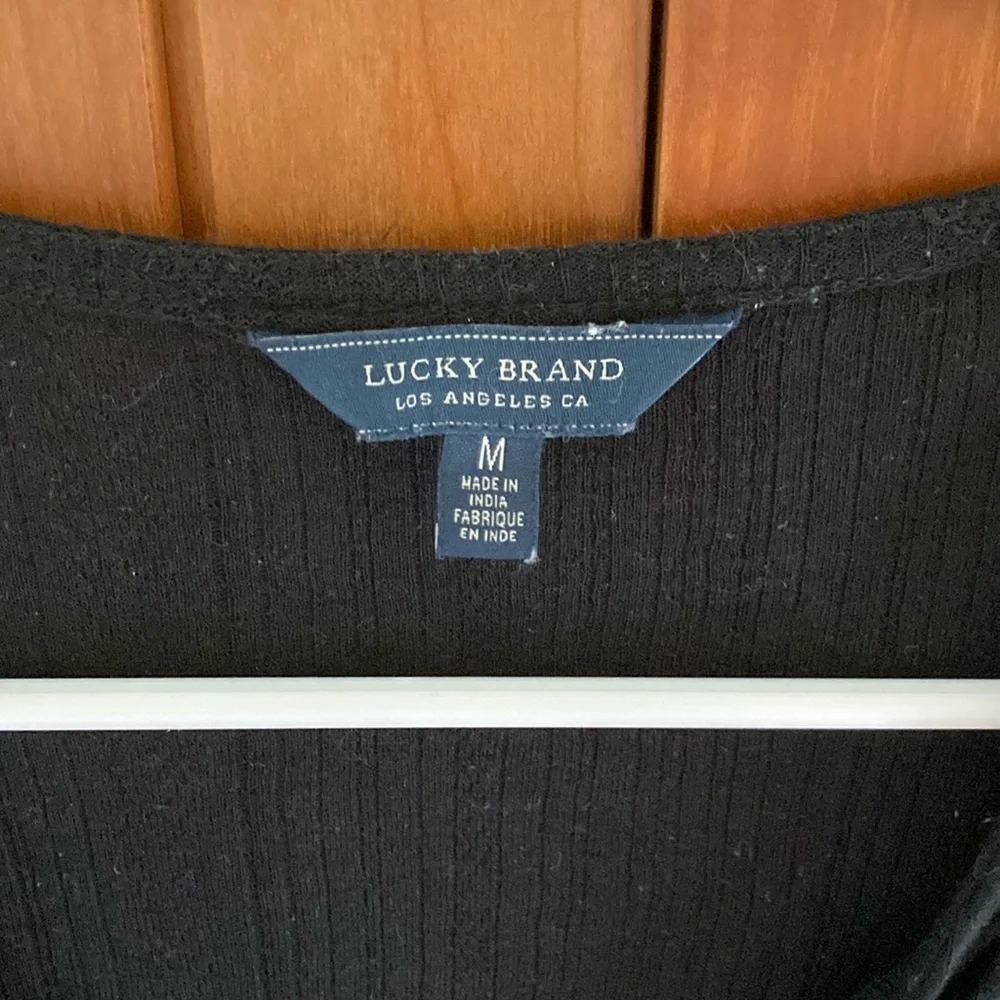 LUCKY BRAND
LOS ANGELES CA
M
MADE IN
INDIA
FABRIQUE
EN INDE